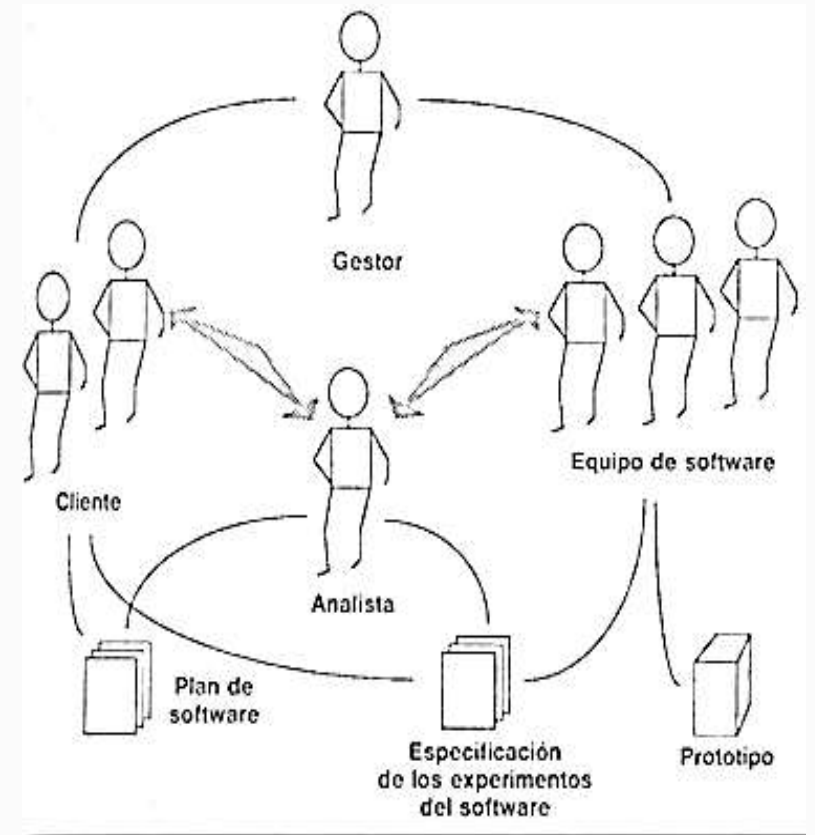 Gestor
Equipo de software
Cliente
Analista
Plan de
software
Especificación
de los experimentos
del software
Prototipo